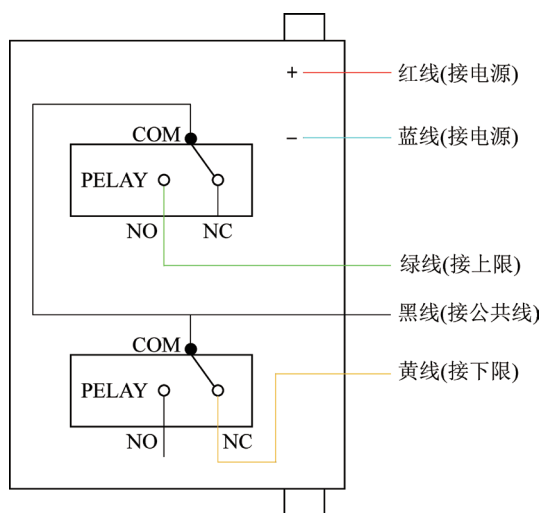 +
红线(接电源)
−
蓝线(接电源)
COM
PELAY
NO
NC
绿线(接上限)
黑线(接公共线)
COM
黄线(接下限)
PELAY
NO
NC